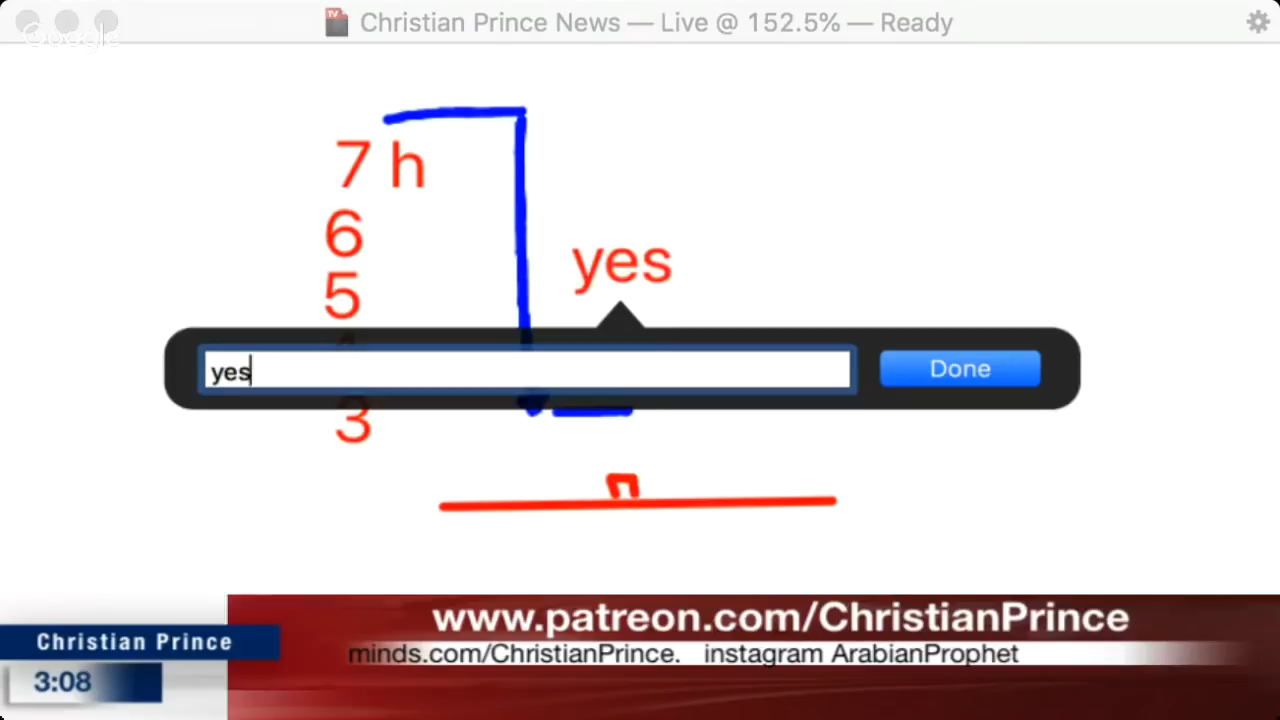 Christian Prince News — Live @ 152.5% — Ready
Google
7 h
6
5
yes
yes
Done
3
www.patreon.com/ChristianPrince
Christian Prince
minds.com/ChristianPrince. instagram ArabianProphet
3:08